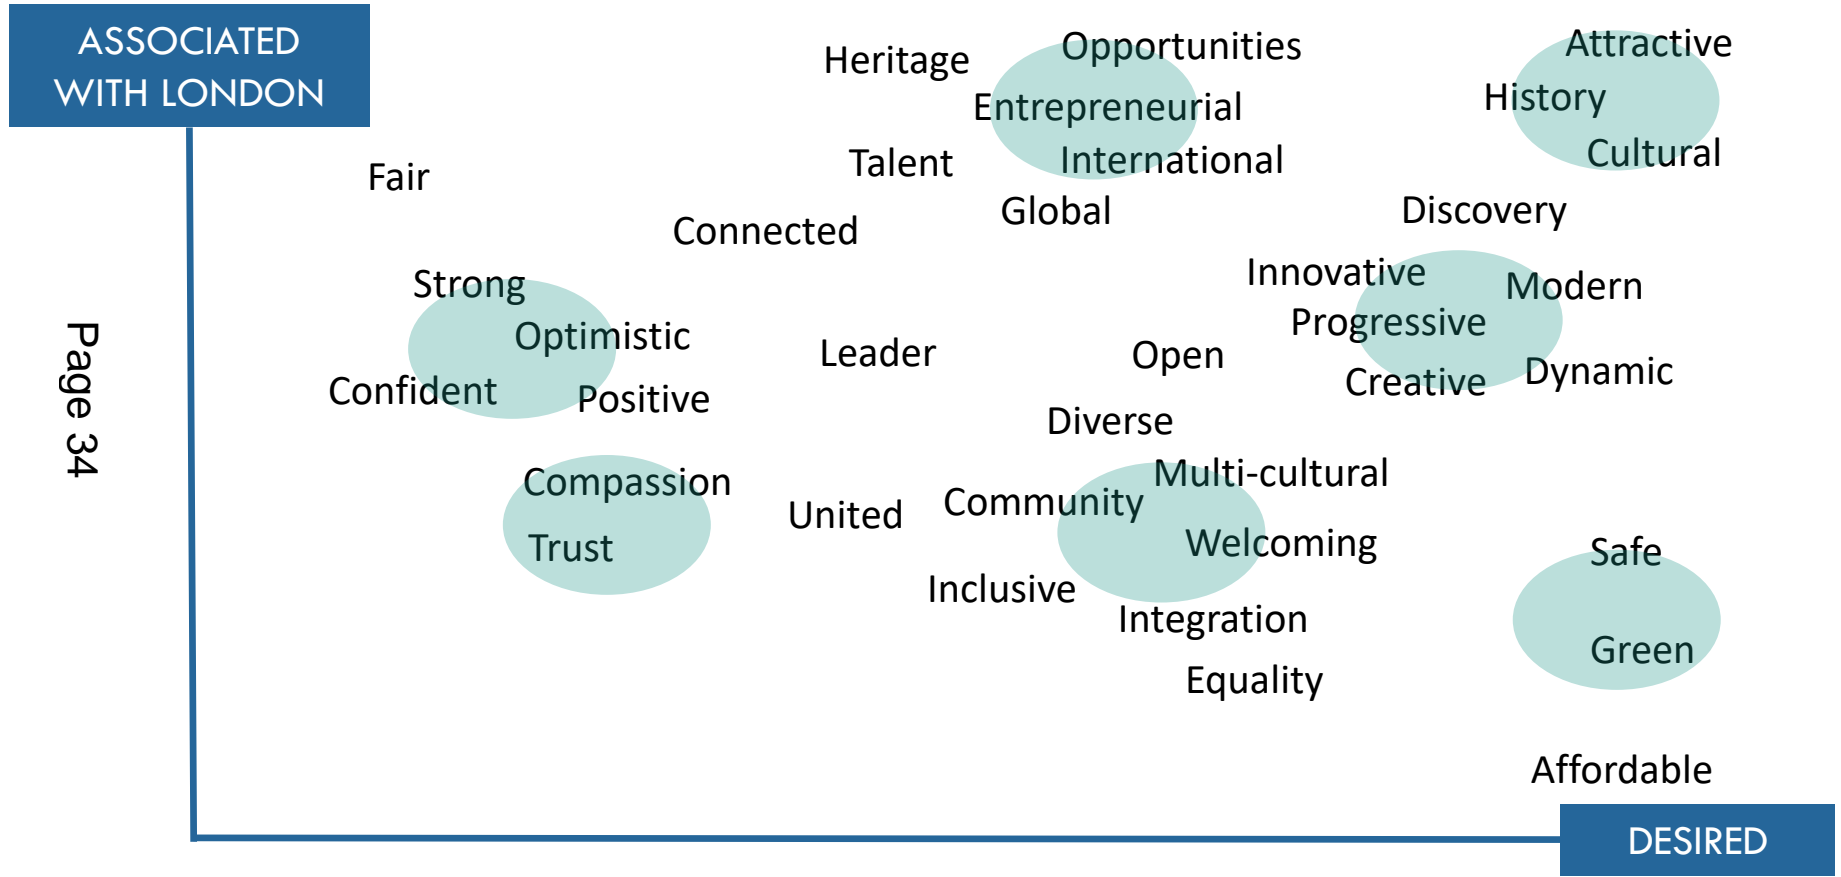 ASSOCIATED
WITH LONDON
Heritage
Opportunities
Attractive
Entrepreneurial
History
Talent
International
Cultural
Fair
Connected
Global
Discovery
Strong
Innovative
Modern
Optimistic
Progressive
Leader
Open
Confident
Positive
Creative
Dynamic
Diverse
Compassion
Multi-cultural
United
Community
Trust
Welcoming
Safe
Inclusive
Integration
Green
Equality
Affordable
DESIRED
Page 34